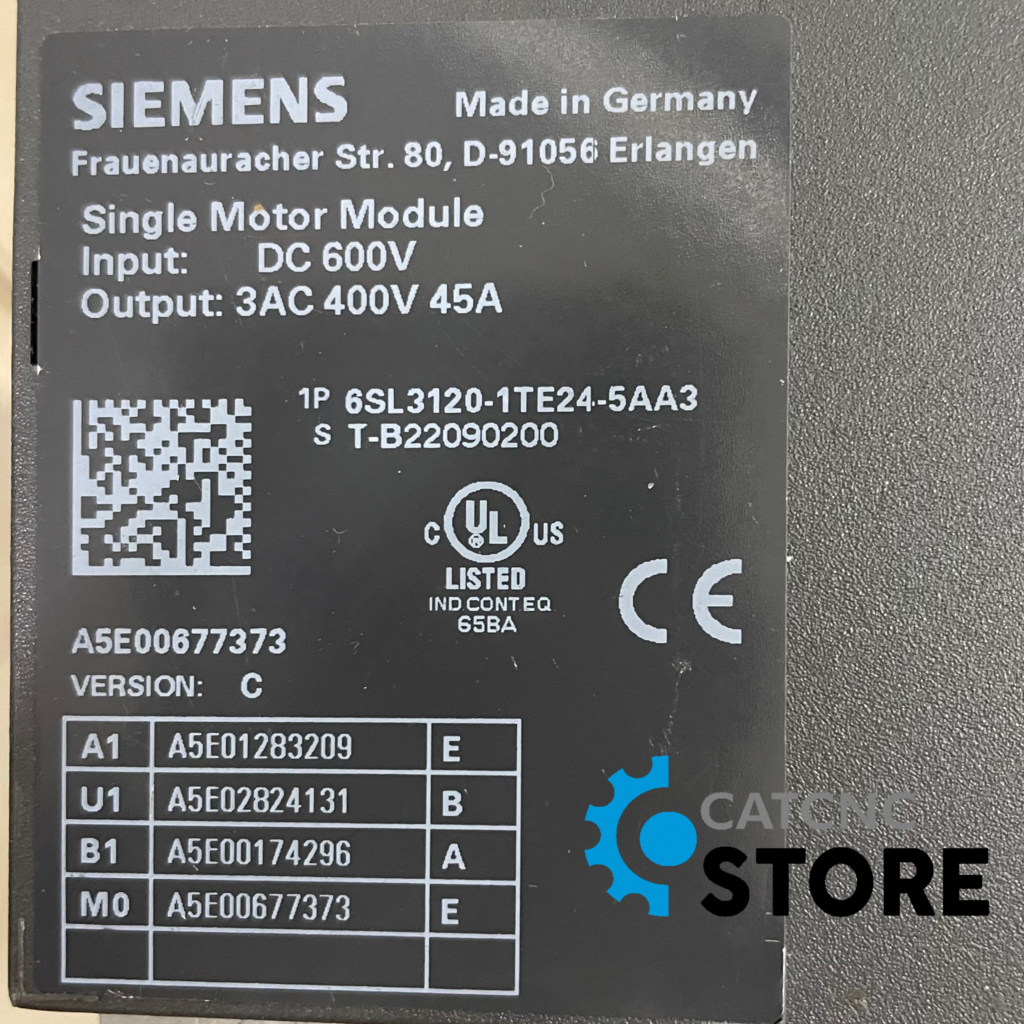 SIEMENS Made in Germany
Frauenauracher Str. 80, D-91056 Erlangen
Single Motor Module
Input: DC 600V
Output: 3AC 400V 45A
1P 6SL3120-1TE24-5AA3
S T-B22090200
C UL® US
LISTED
IND CONT EQ
65BA
CE
A5E00677373
VERSION: C
A1 A5E01283209 E
U1 A5E02824131 B
B1 A5E00174296 A
M0 A5E00677373 E
CATCNC
STORE